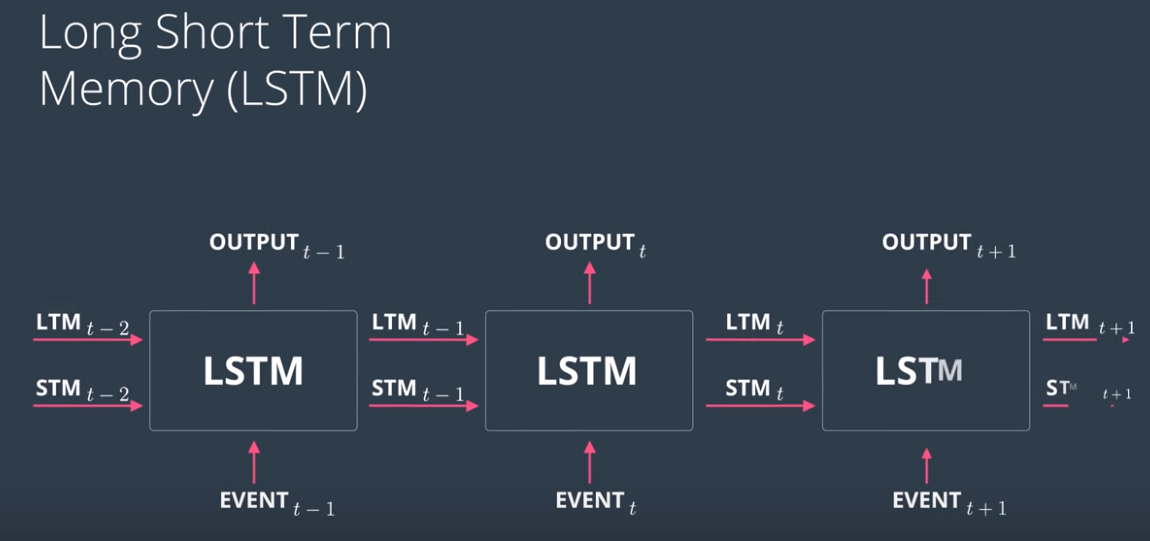 Long Short Term
Memory (LSTM)
OUTPUT t − 1
OUTPUT t
OUTPUT t + 1
LTM t − 2
LTM t − 1
LTM t
LTM t + 1
LSTM
LSTM
LSTM
STM t − 2
STM t − 1
STM t
STM t + 1
EVENT t − 1
EVENT t
EVENT t + 1